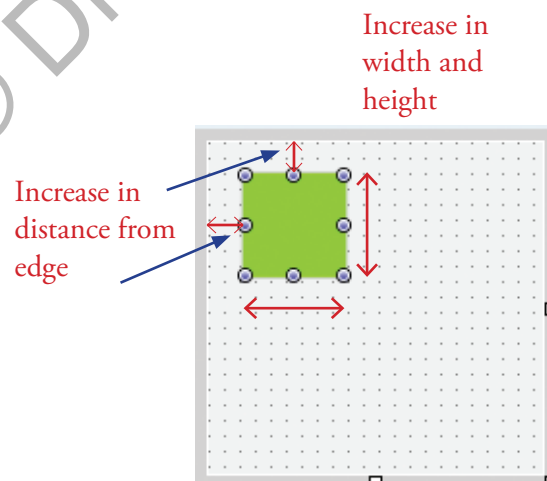 Increase in
width and
height
Increase in
distance from
edge